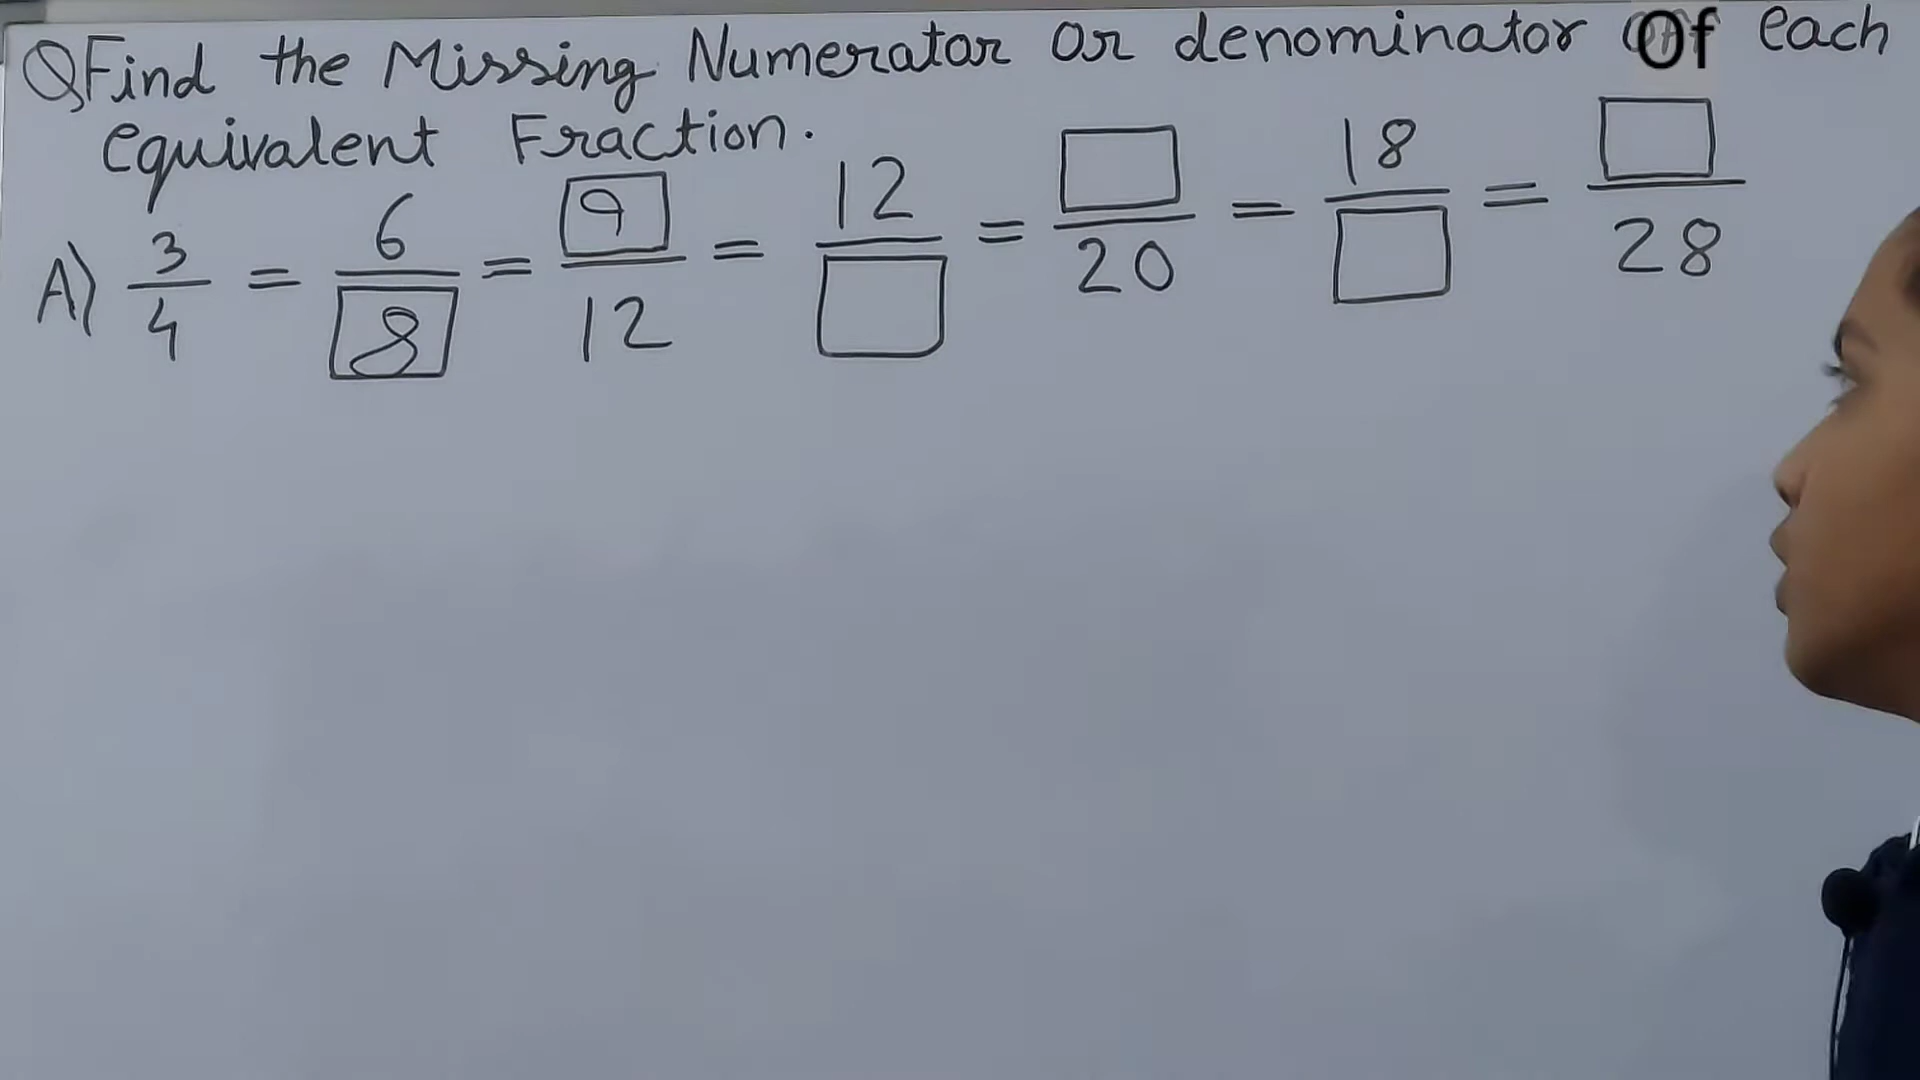 QFind the Missing Numerator or denominator Of each
equivalent Fraction.
A) 3/4 = 6/8 = 9/12 = 12/□ = □/20 = 18/□ = □/28